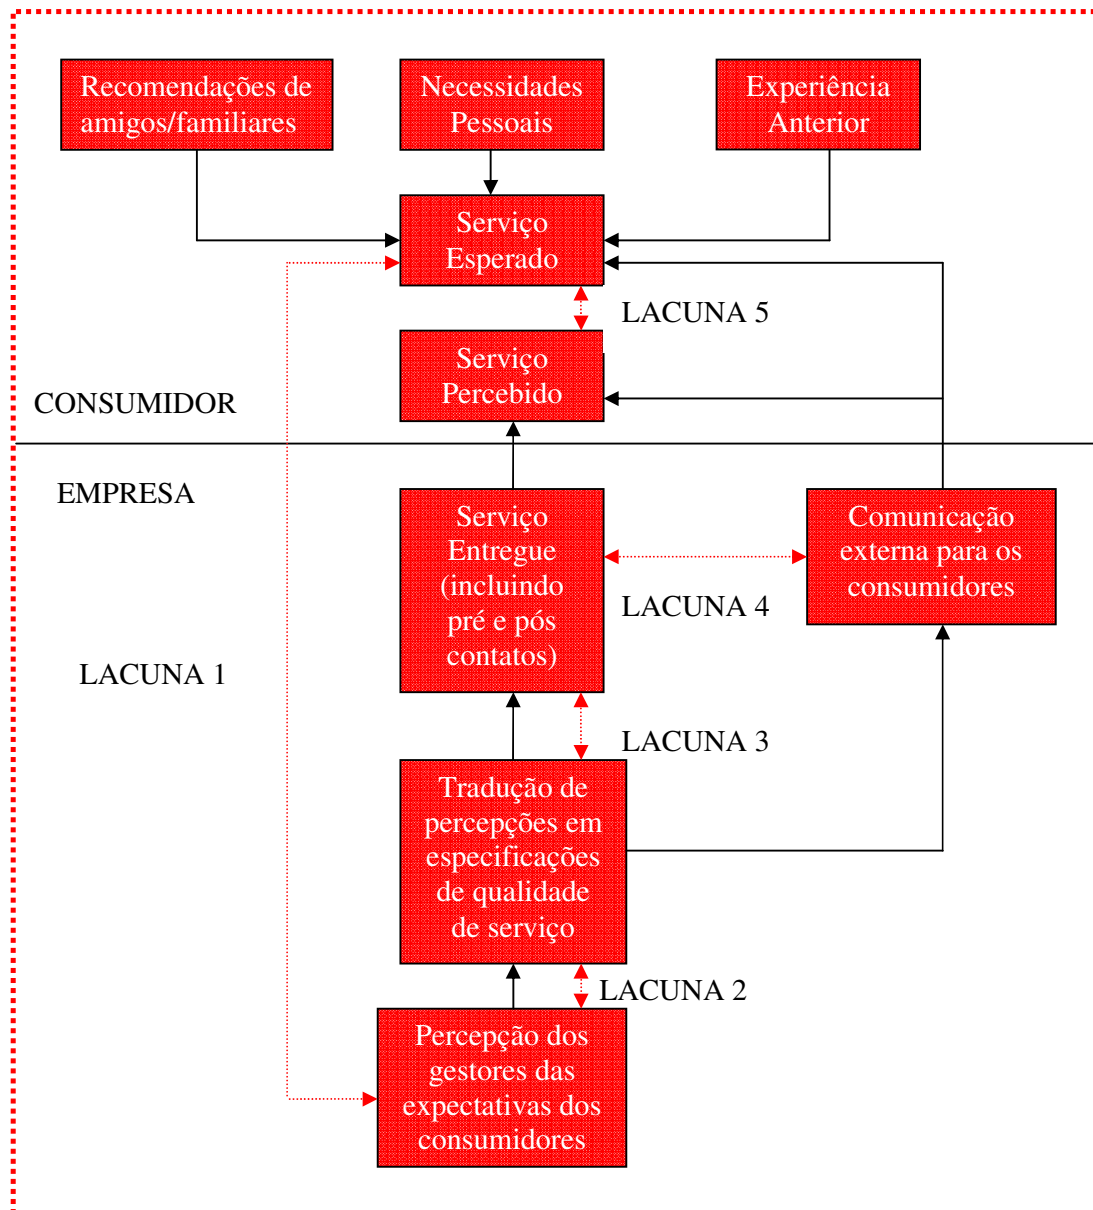 Recomendações de
amigos/familiares
Necessidades
Pessoais
Experiência
Anterior
Serviço
Esperado
LACUNA 5
Serviço
Percebido
CONSUMIDOR
EMPRESA
Serviço
Entregue
(incluindo
pré e pós
contatos)
Comunicação
externa para os
consumidores
LACUNA 4
LACUNA 1
LACUNA 3
Tradução de
percepções em
especificações
de qualidade
de serviço
LACUNA 2
Percepção dos
gestores das
expectativas dos
consumidores